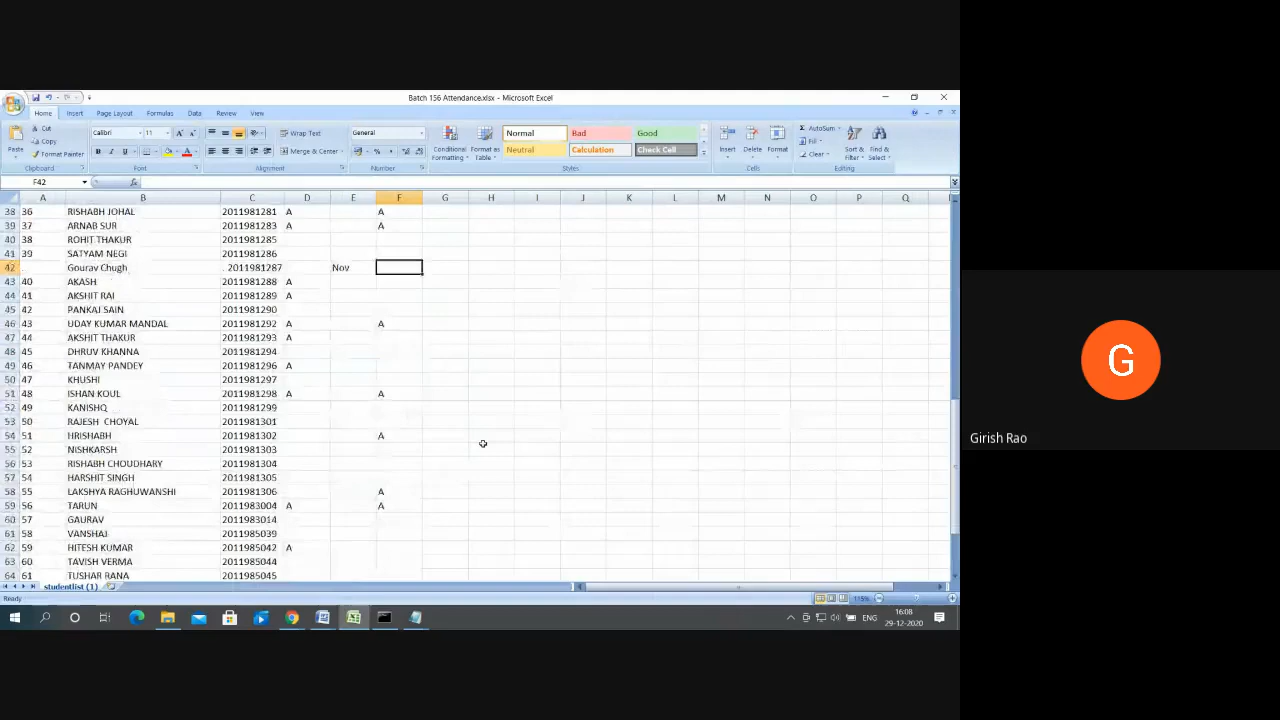 Batch 156 Attendance.xlsx - Microsoft Excel
Home Insert Page Layout Formulas Data Review View
Cut
Copy
Format Painter
Paste
Clipboard
Calibri 11
B I U
Font
Wrap Text
Merge & Center
Alignment
General
Number
Conditional Formatting
Format as Table
Normal Bad Good
Neutral Calculation Check Cell
Styles
Insert Delete Format
Cells
AutoSum
Fill
Clear
Sort & Filter
Find & Select
Editing
F42
A B C D E F G H I J K L M N O P Q
38 36 RISHABH JOHAL 2011981281 A A
39 37 ARNAB SUR 2011981283 A A
40 38 ROHIT THAKUR 2011981285
41 39 SATYAM NEGI 2011981286
42 Gourav Chugh . 2011981287 Nov
43 40 AKASH 2011981288 A
44 41 AKSHIT RAI 2011981289 A
45 42 PANKAJ SAIN 2011981290
46 43 UDAY KUMAR MANDAL 2011981292 A A
47 44 AKSHIT THAKUR 2011981293 A
48 45 DHRUV KHANNA 2011981294
49 46 TANMAY PANDEY 2011981296 A
50 47 KHUSHI 2011981297
51 48 ISHAN KOUL 2011981298 A A
52 49 KANISHQ 2011981299
53 50 RAJESH CHOYAL 2011981301
54 51 HRISHABH 2011981302 A
55 52 NISHKARSH 2011981303
56 53 RISHABH CHOUDHARY 2011981304
57 54 HARSHIT SINGH 2011981305
58 55 LAKSHYA RAGHUWANSHI 2011981306 A
59 56 TARUN 2011983004 A A
60 57 GAURAV 2011983014
61 58 VANSHAJ 2011985039
62 59 HITESH KUMAR 2011985042 A
63 60 TAVISH VERMA 2011985044
64 61 TUSHAR RANA 2011985045
studentlist (1)
Ready
115%
ENG
16:08
29-12-2020
G
Girish Rao